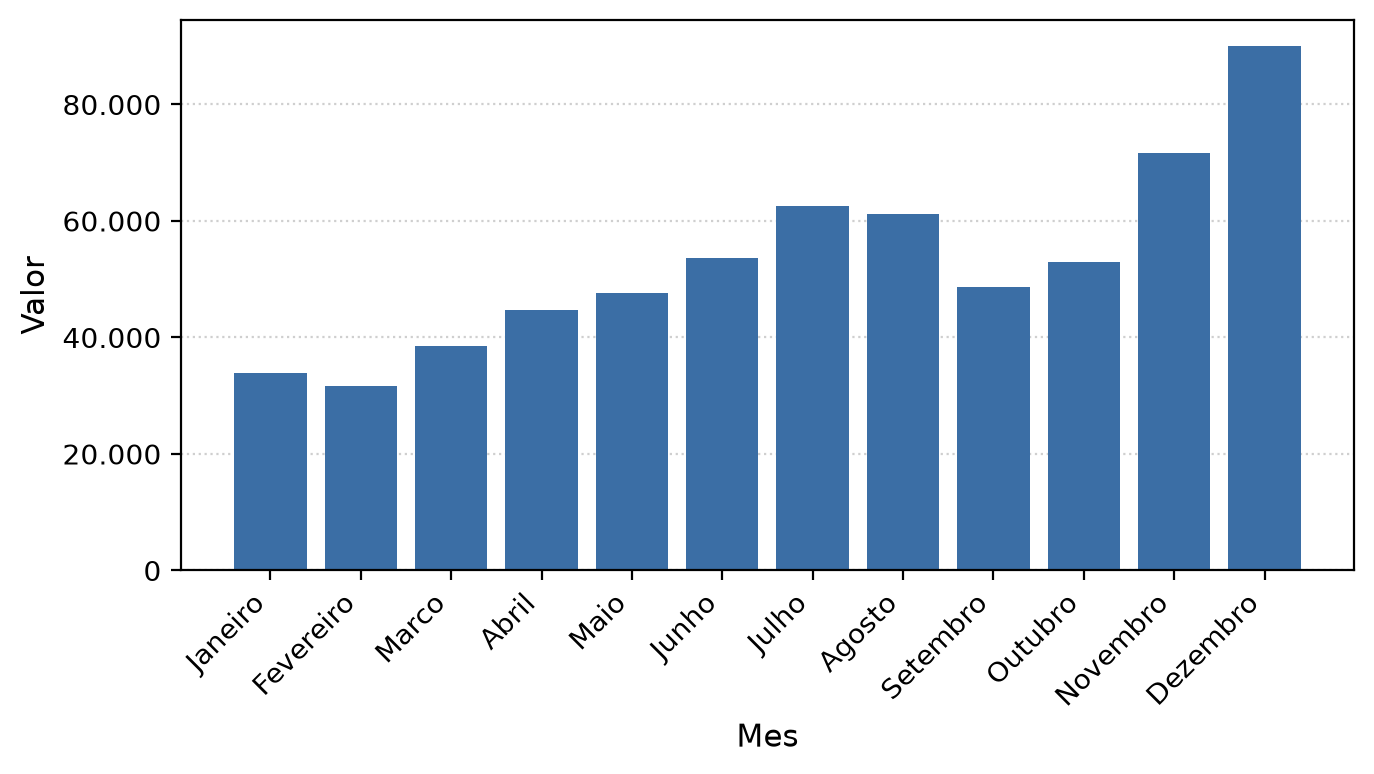 80.000
60.000
40.000
20.000
0
Valor
Janeiro
Fevereiro
Marco
Abril
Maio
Junho
Julho
Agosto
Setembro
Outubro
Novembro
Dezembro
Mes